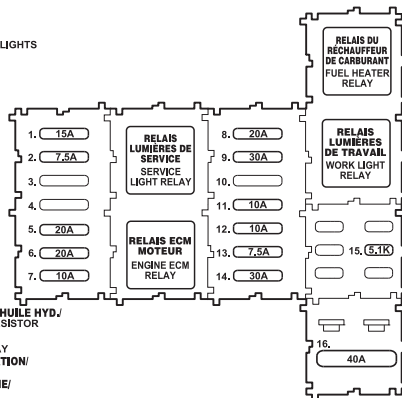 LIGHTS
RELAIS DU
RÉCHAUFFEUR
DE CARBURANT
FUEL HEATER
RELAY
1. 15A
2. 7.5A
3.
4.
5. 20A
6. 20A
7. 10A
RELAIS
LUMIÈRES DE
SERVICE
SERVICE
LIGHT RELAY
RELAIS ECM
MOTEUR
ENGINE ECM
RELAY
8. 20A
9. 30A
10.
11. 10A
12. 10A
13. 7.5A
14. 30A
RELAIS
LUMIÈRES
DE TRAVAIL
WORK LIGHT
RELAY
15. 5.1K
16.
40A
HUILE HYD./
SISTOR
AY
TION/
IE/